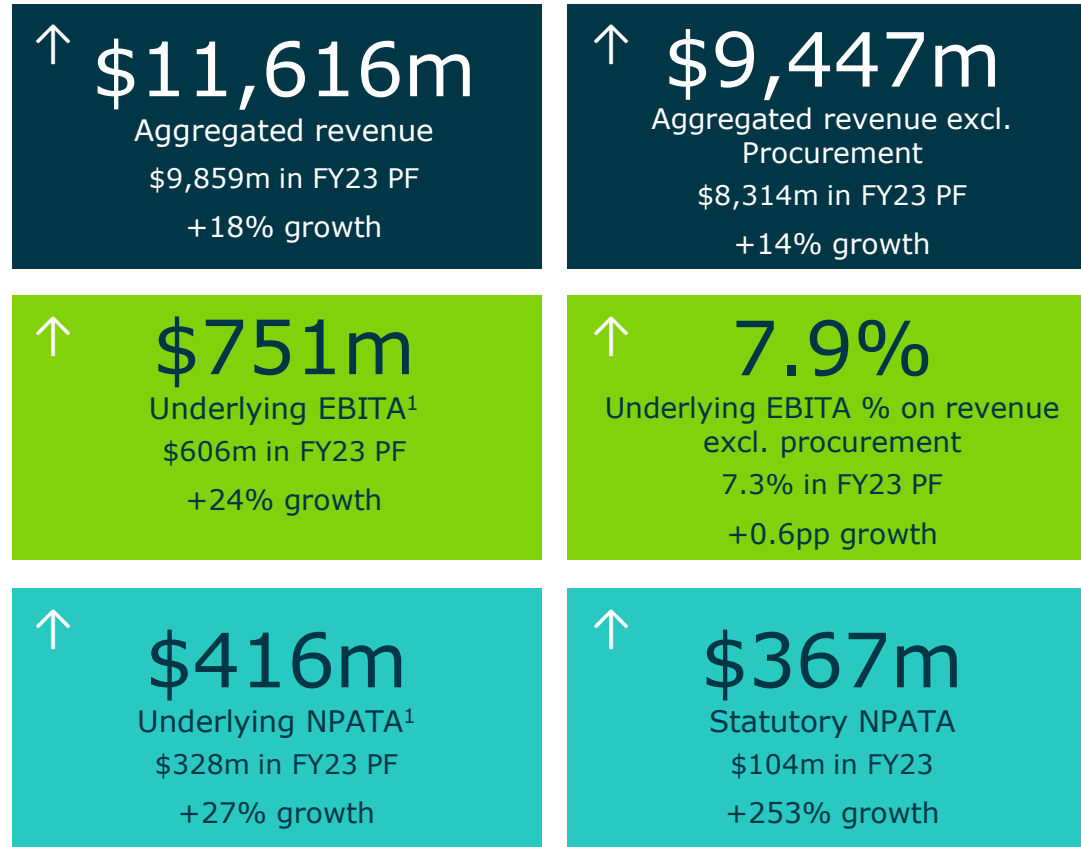 $11,616m
Aggregated revenue
$9,859m in FY23 PF
+18% growth
$9,447m
Aggregated revenue excl.
Procurement
$8,314m in FY23 PF
+14% growth
$751m
Underlying EBITA¹
$606m in FY23 PF
+24% growth
7.9%
Underlying EBITA % on revenue
excl. procurement
7.3% in FY23 PF
+0.6pp growth
$416m
Underlying NPATA¹
$328m in FY23 PF
+27% growth
$367m
Statutory NPATA
$104m in FY23
+253% growth